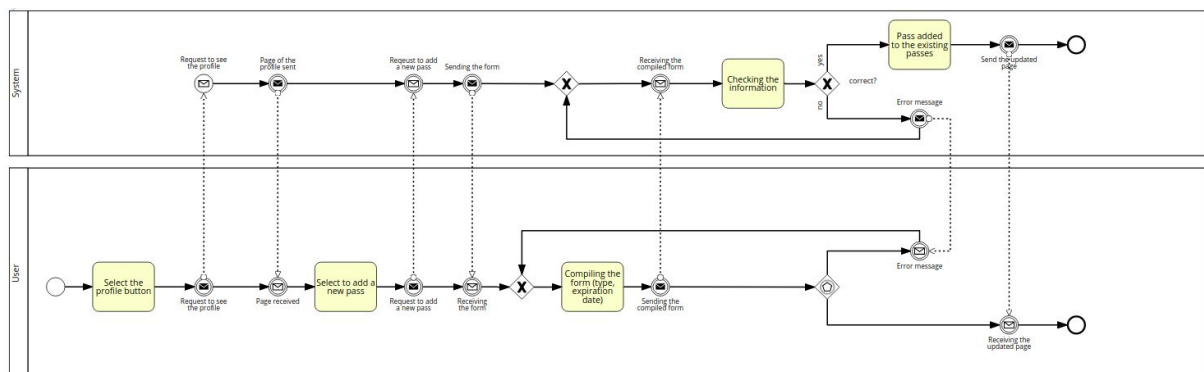 System
Request to see
the profile
Page of the
profile sent
Reqeust to add
a new pass
Sending the form
Receiving the
compiled form
Checking the
information
yes
no
correct?
Pass added
to the existing
passes
Send the updated
page
Error message
User
Select the
profile button
Request to see
the profile
Page received
Select to add a
new pass
Request to add
a new pass
Receiving
the form
Compiling the
form (type,
expiration
date)
Sending the
compiled form
Error message
Receiving the
updated page